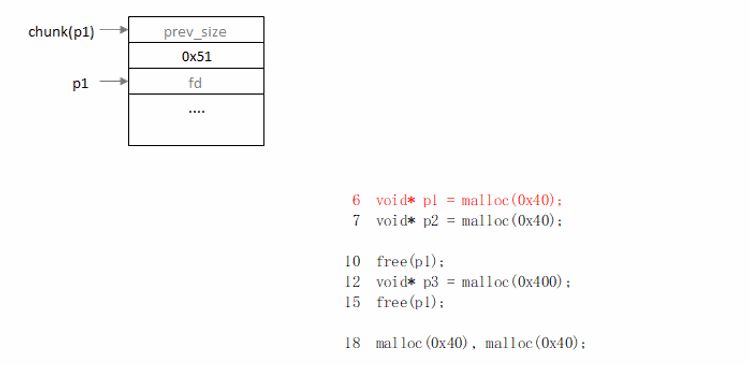 chunk(p1)
prev_size
0x51
p1
fd
....
6 void* p1 = malloc(0x40);
7 void* p2 = malloc(0x40);
10 free(p1);
12 void* p3 = malloc(0x400);
15 free(p1);
18 malloc(0x40), malloc(0x40);